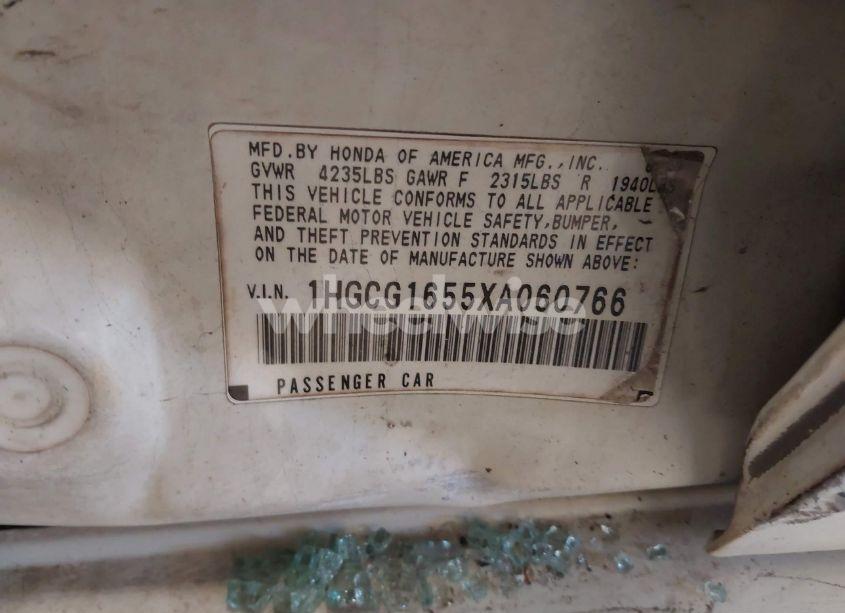 MFD.BY HONDA OF AMERICA MFG.,INC.
GVWR 4235LBS GAWR F 2315LBS R 1940L
THIS VEHICLE CONFORMS TO ALL APPLICABLE
FEDERAL MOTOR VEHICLE SAFETY,BUMPER,
AND THEFT PREVENTION STANDARDS IN EFFECT
ON THE DATE OF MANUFACTURE SHOWN ABOVE:
V.I.N. 1HGCG1655XA060766
wheelwise
PASSENGER CAR